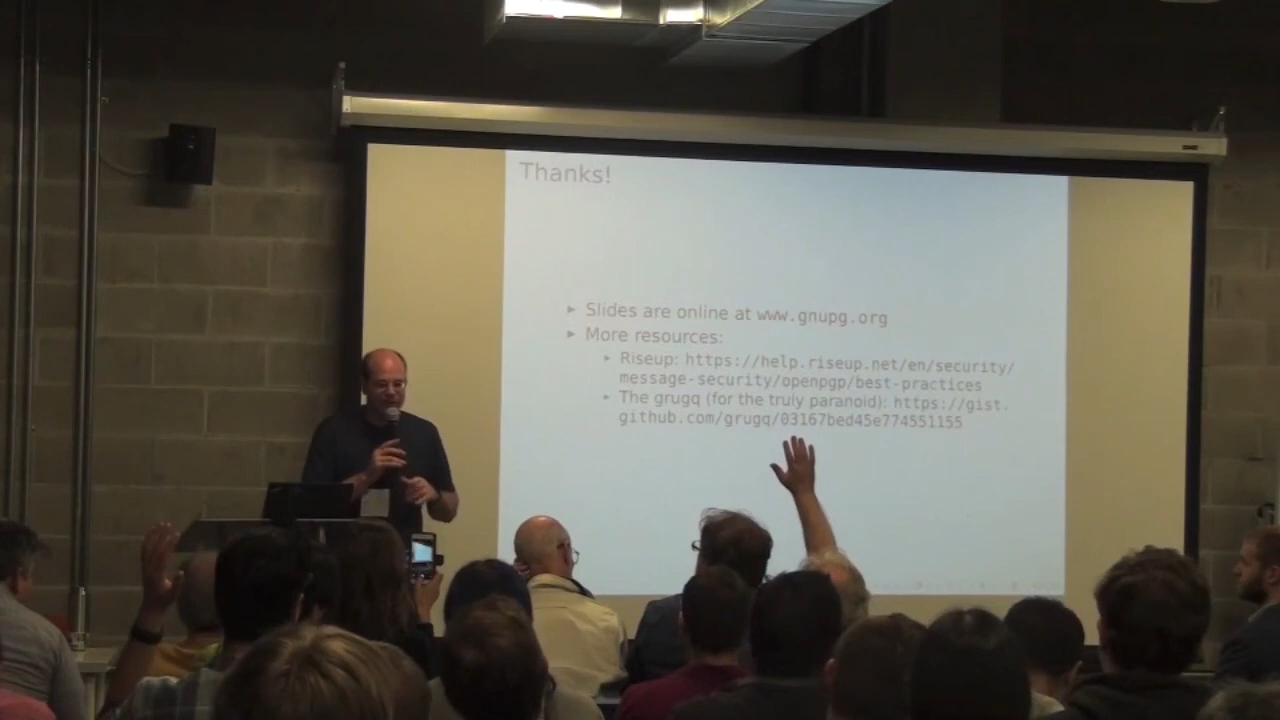 Thanks!
Slides are online at www.gnupg.org
More resources:
Riseup: https://help.riseup.net/en/security/
message-security/openpgp/best-practices
The grugq (for the truly paranoid): https://gist.
github.com/grugq/03167bed45e774551155